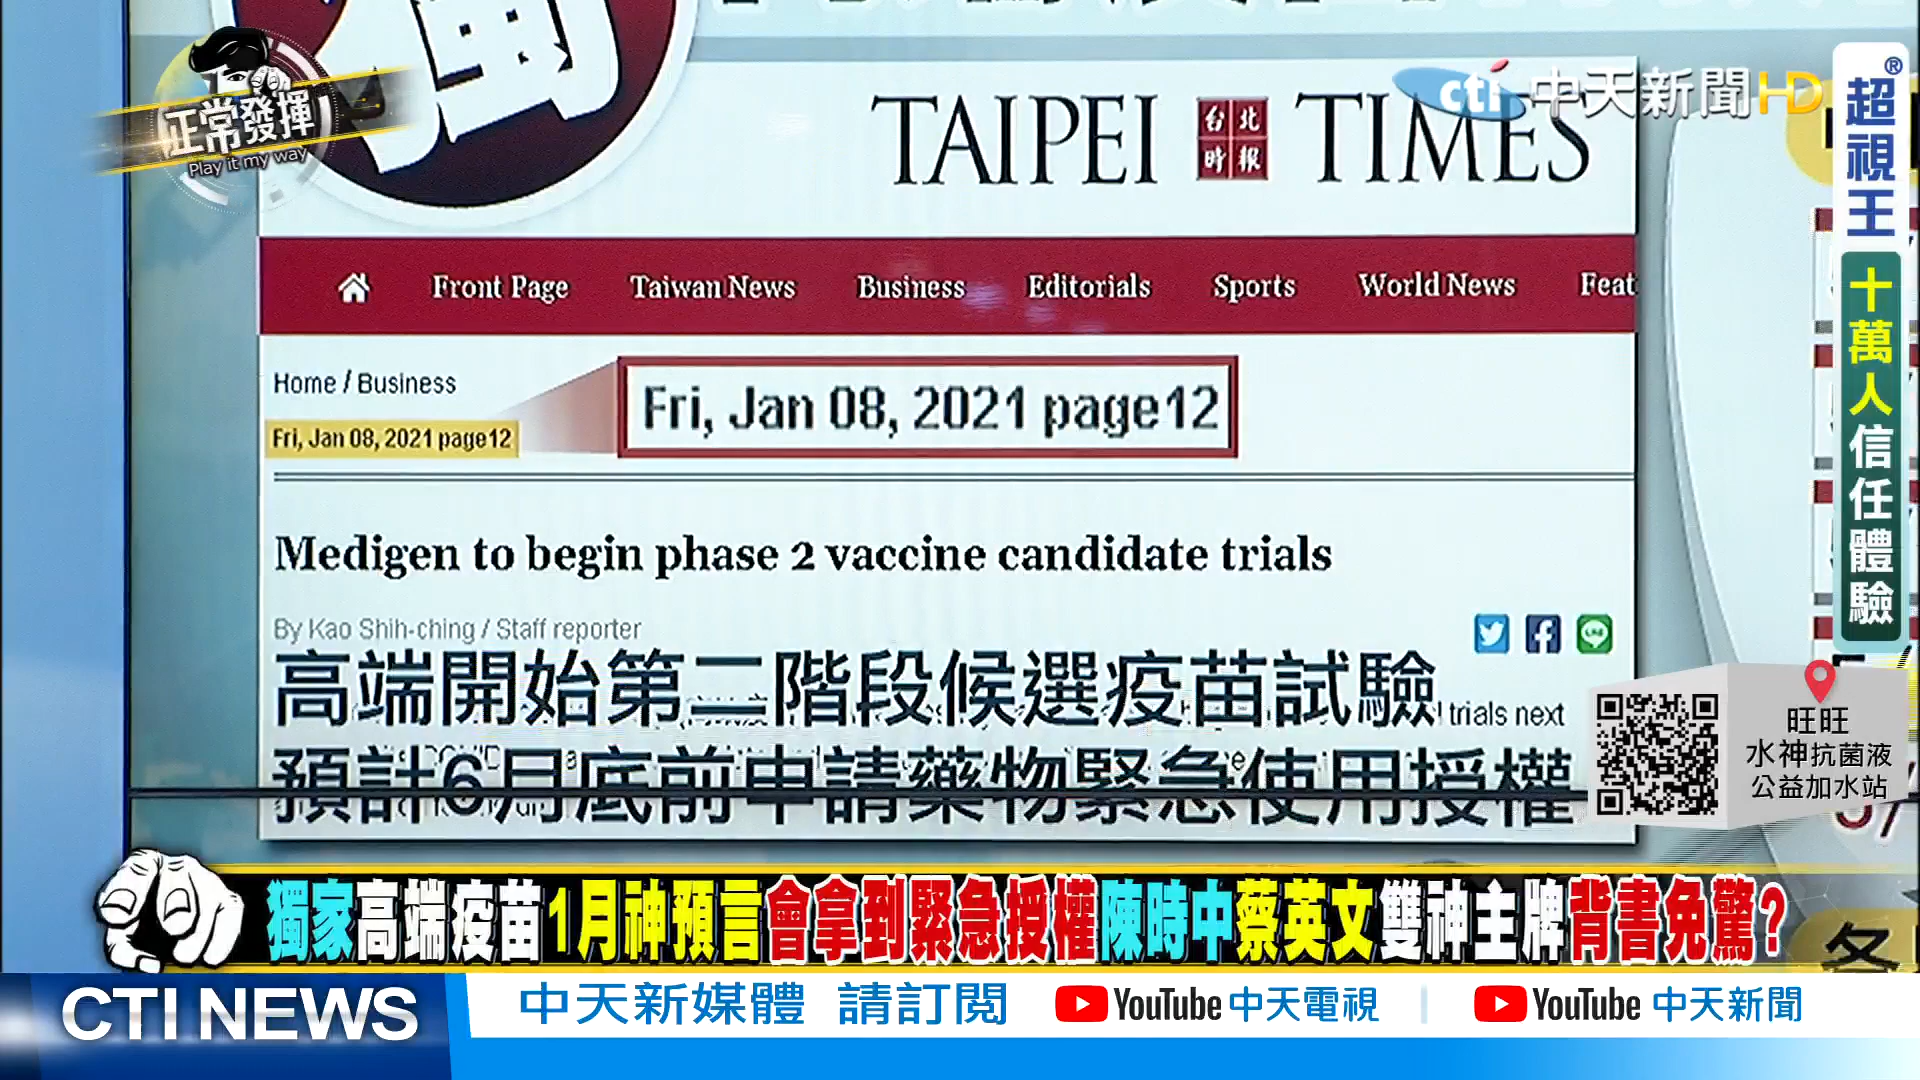 獨
正常發揮
Play it my way
TAIPEI 台北時報 TIMES
cti 中天新聞HD
超視王®
十萬人信任體驗
Front Page Taiwan News Business Editorials Sports World News Feat
Home / Business
Fri, Jan 08, 2021 page12
Fri, Jan 08, 2021 page12
Medigen to begin phase 2 vaccine candidate trials
By Kao Shih-ching / Staff reporter
高端開始第二階段候選疫苗試驗
trials next
預計6月底前申請藥物緊急使用授權
旺旺
水神抗菌液
公益加水站
獨家高端疫苗1月神預言會拿到緊急授權陳時中蔡英文雙神主牌背書免驚?
各
CTI NEWS
中天新媒體 請訂閱 YouTube 中天電視 | YouTube 中天新聞